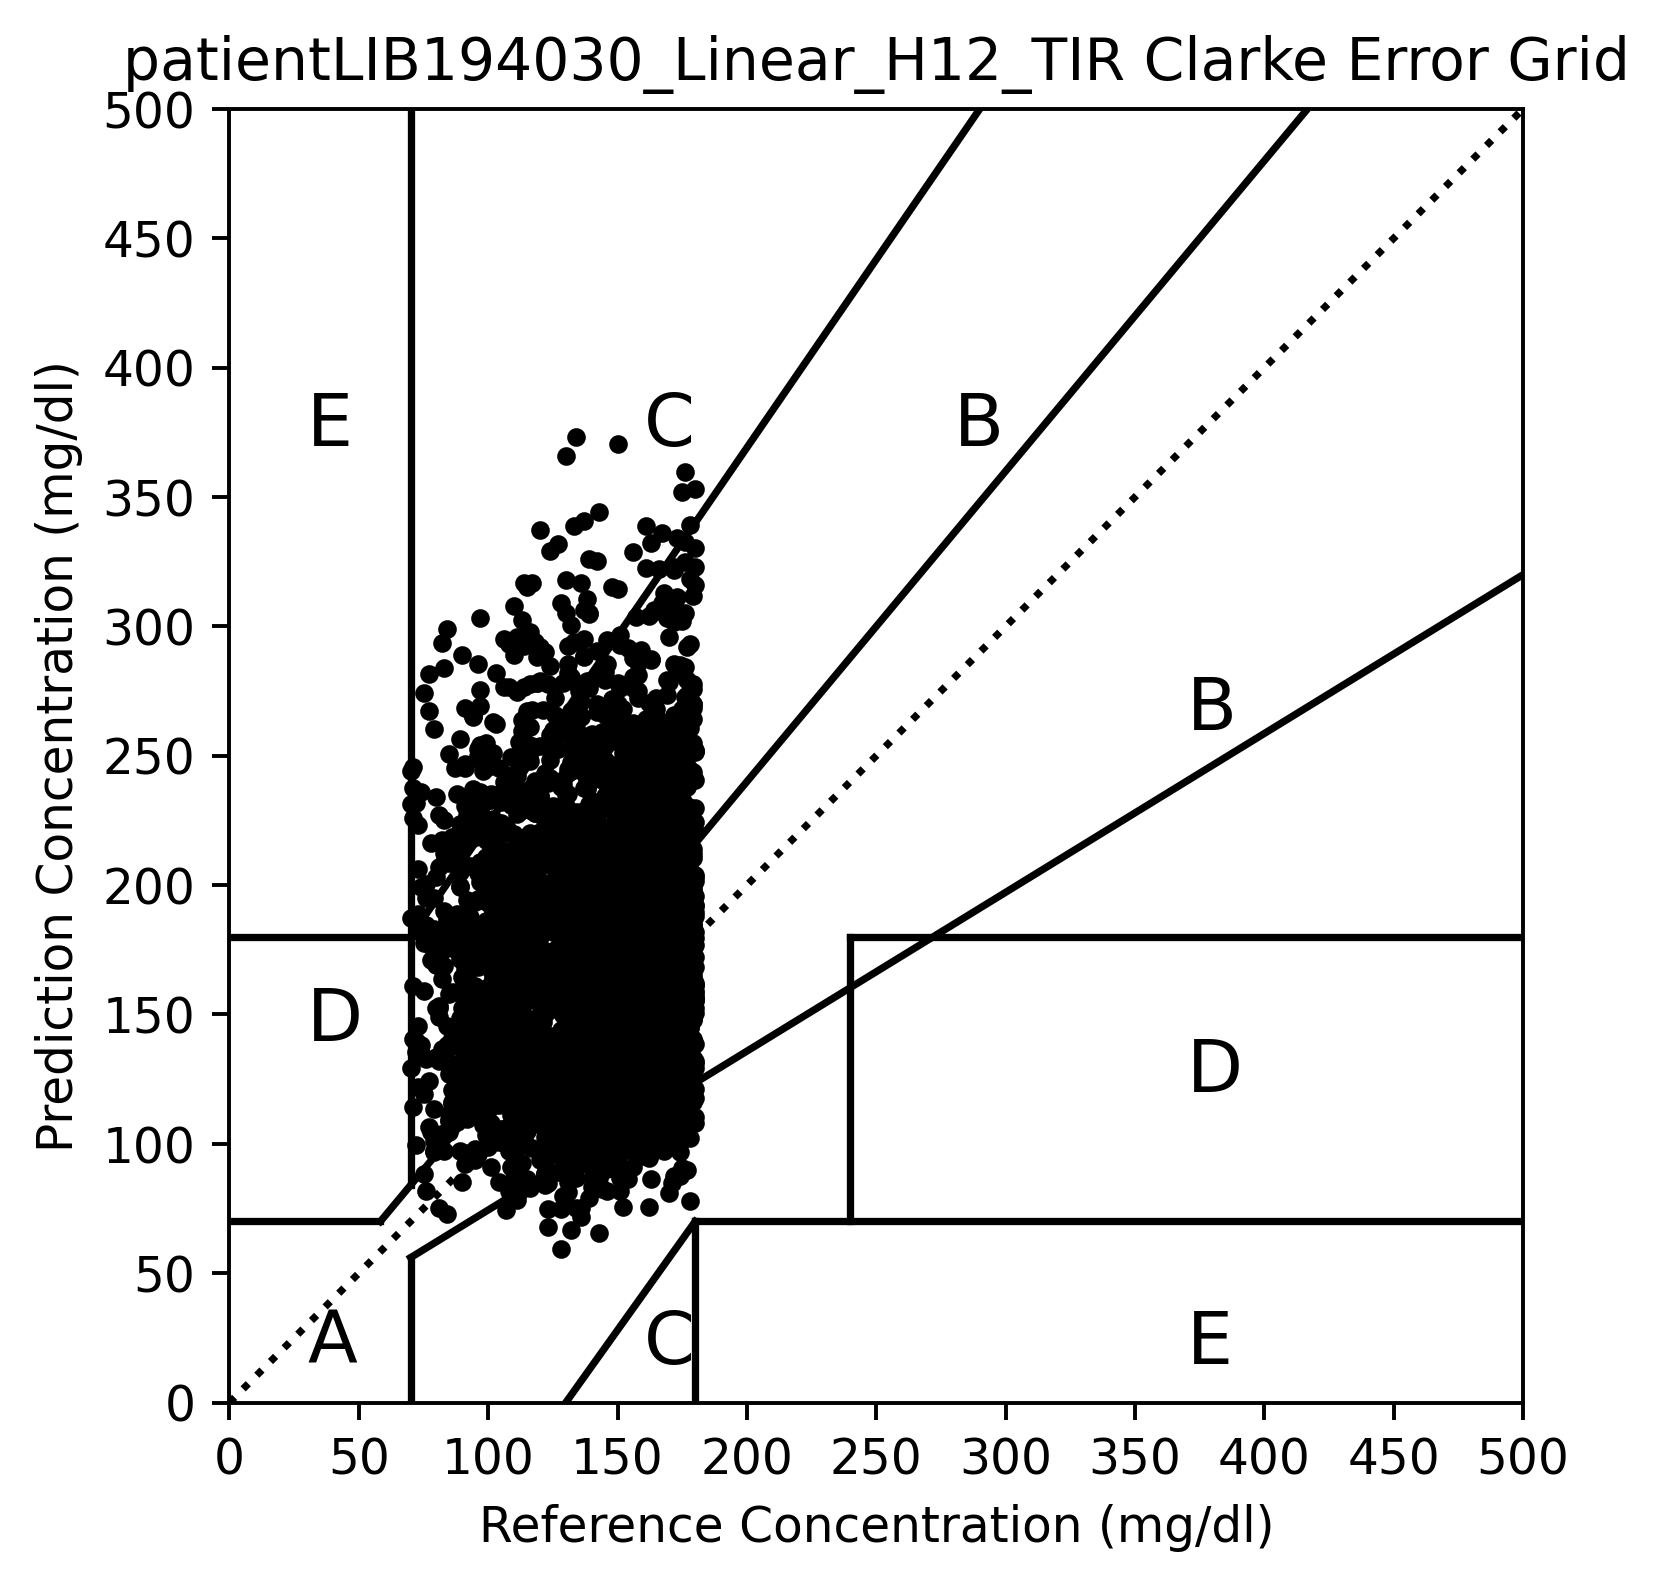 patientLIB194030_Linear_H12_TIR Clarke Error Grid
500
450
400
350
300
250
200
150
100
50
0
Prediction Concentration (mg/dl)
E
C
B
B
D
D
A
C
E
0 50 100 150 200 250 300 350 400 450 500
Reference Concentration (mg/dl)